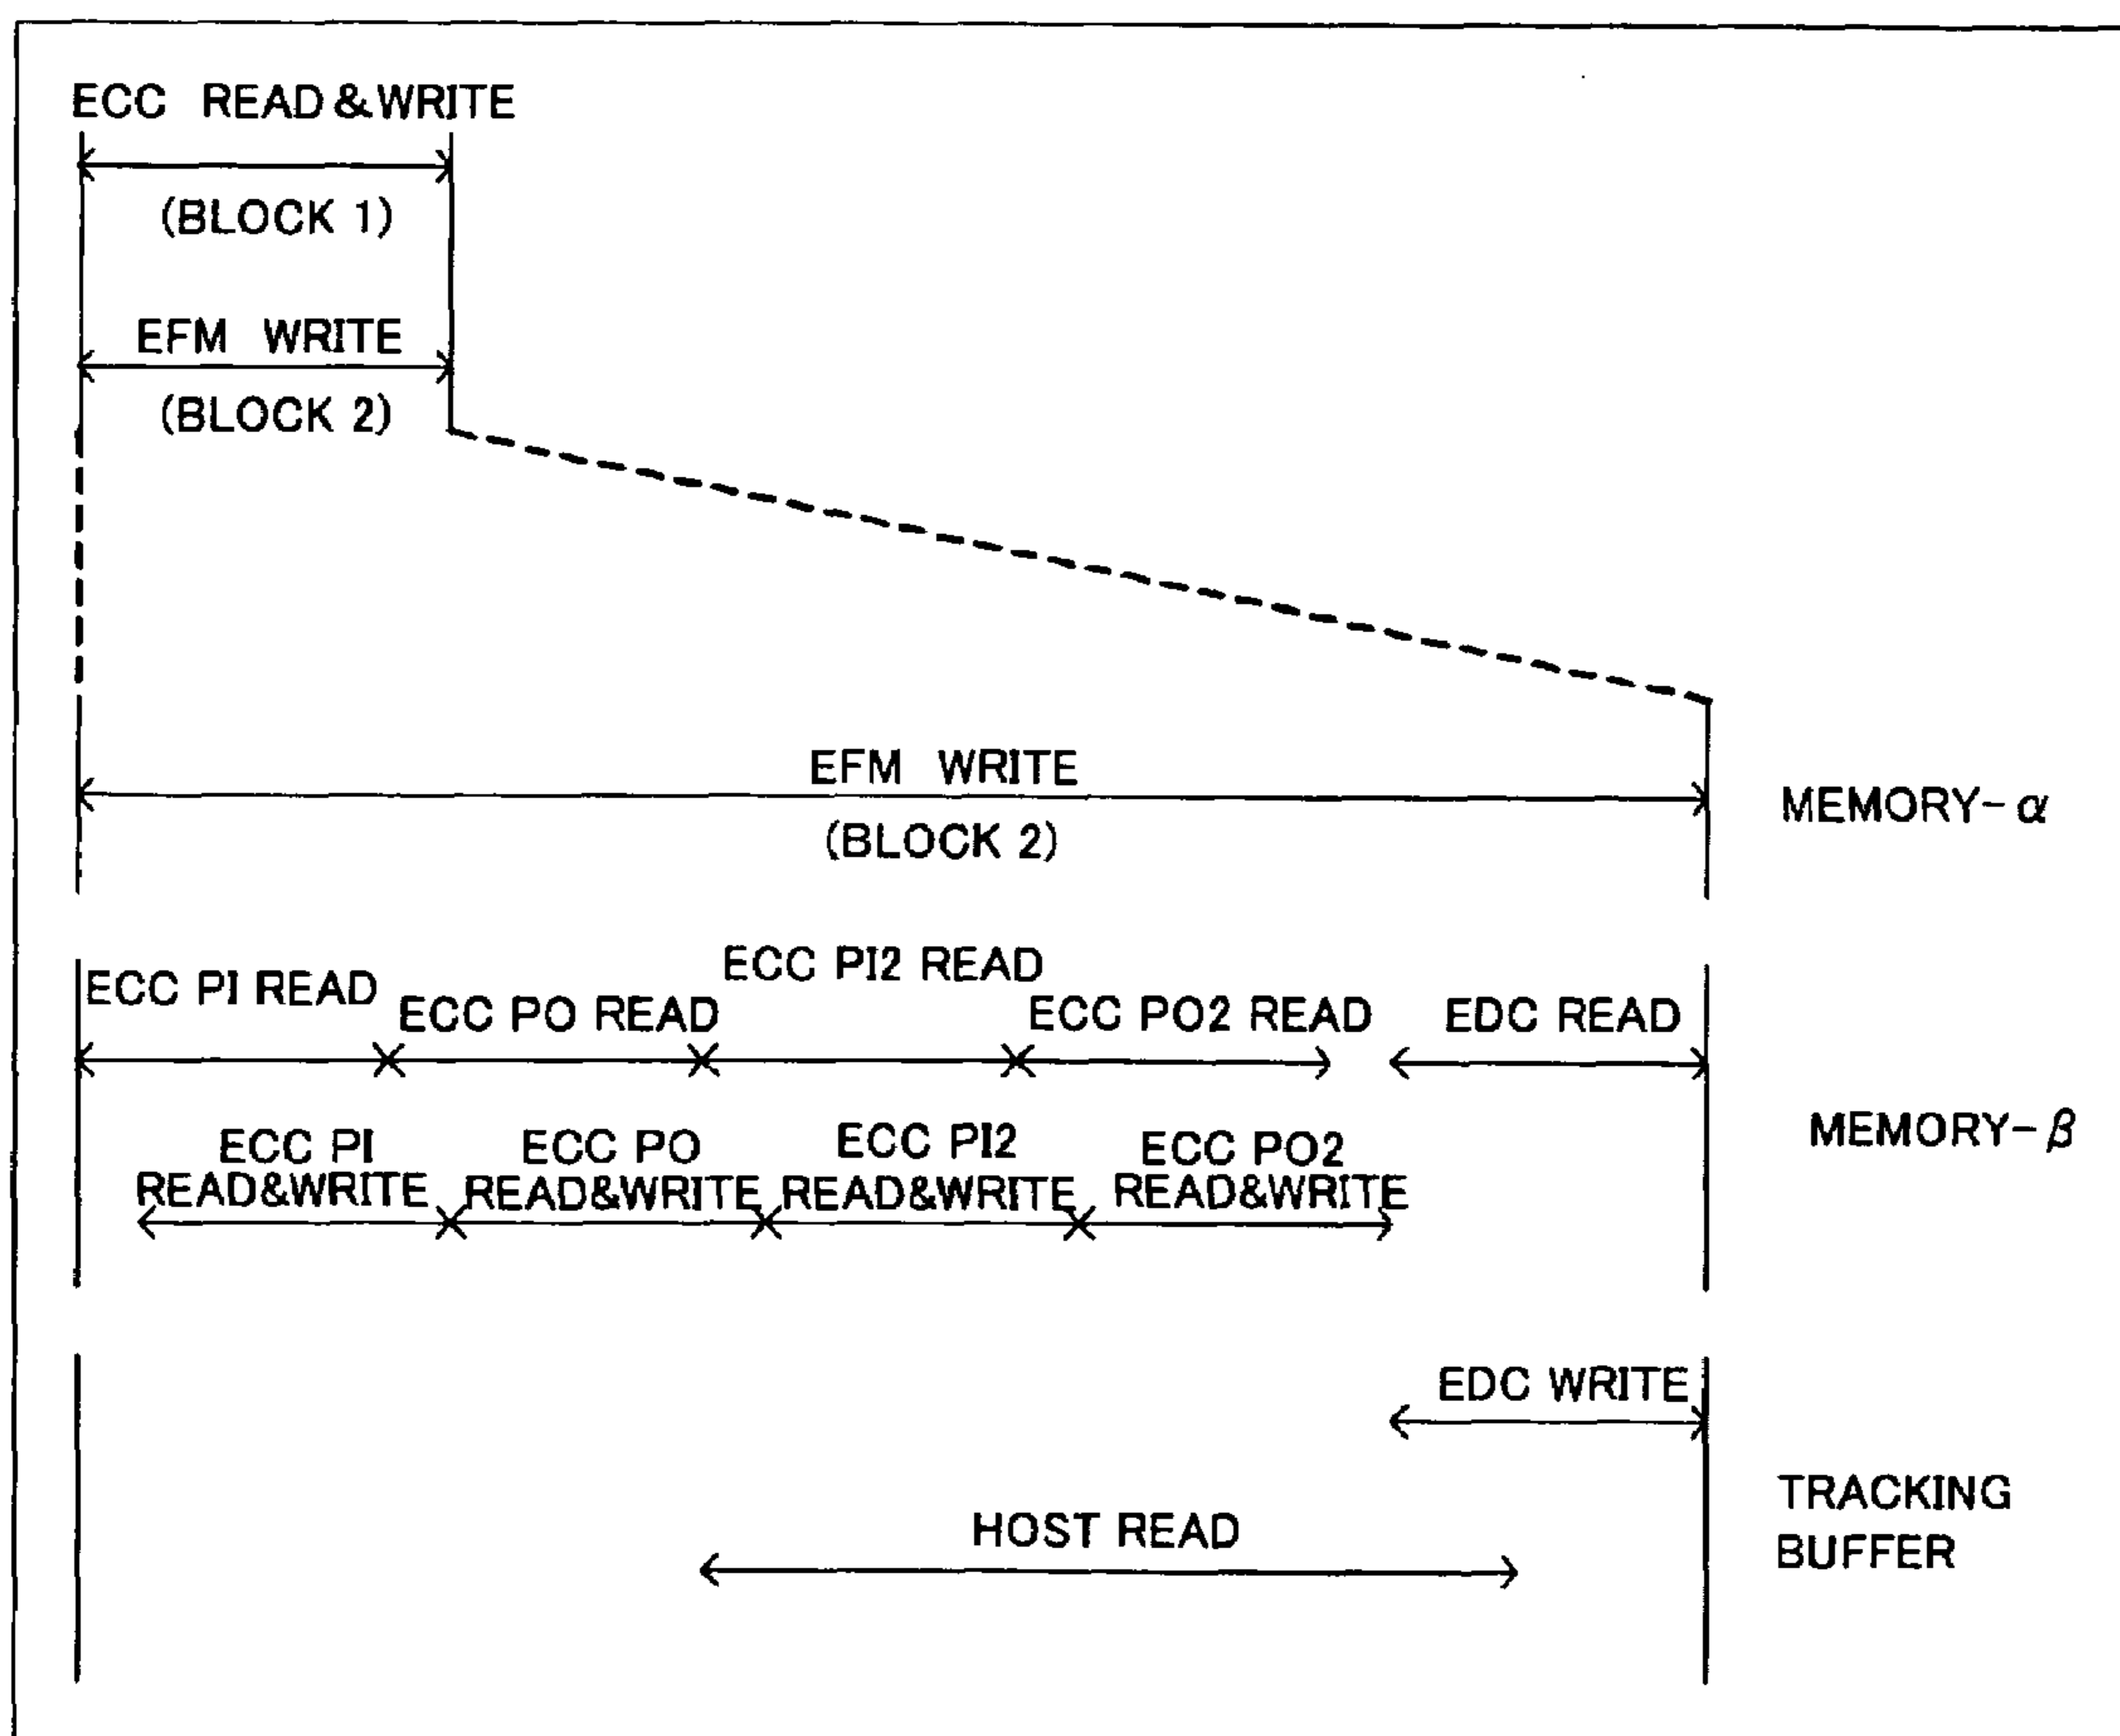 ECC READ&WRITE
(BLOCK 1)
EFM WRITE
(BLOCK 2)
EFM WRITE
(BLOCK 2)
MEMORY-α
ECC PI READ
ECC PO READ
ECC PI2 READ
ECC PO2 READ
EDC READ
MEMORY-β
ECC PI
READ&WRITE
ECC PO
READ&WRITE
ECC PI2
READ&WRITE
ECC PO2
READ&WRITE
EDC WRITE
TRACKING
BUFFER
HOST READ